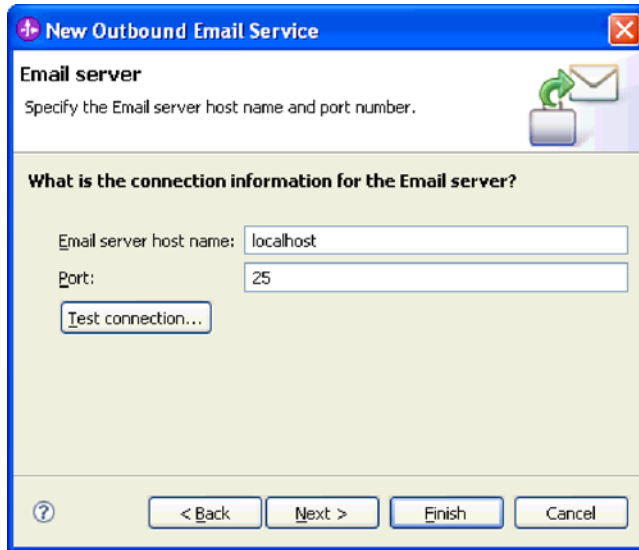 New Outbound Email Service
Email server
Specify the Email server host name and port number.
What is the connection information for the Email server?
Email server host name: localhost
Port: 25
Test connection...
? < Back Next > Finish Cancel